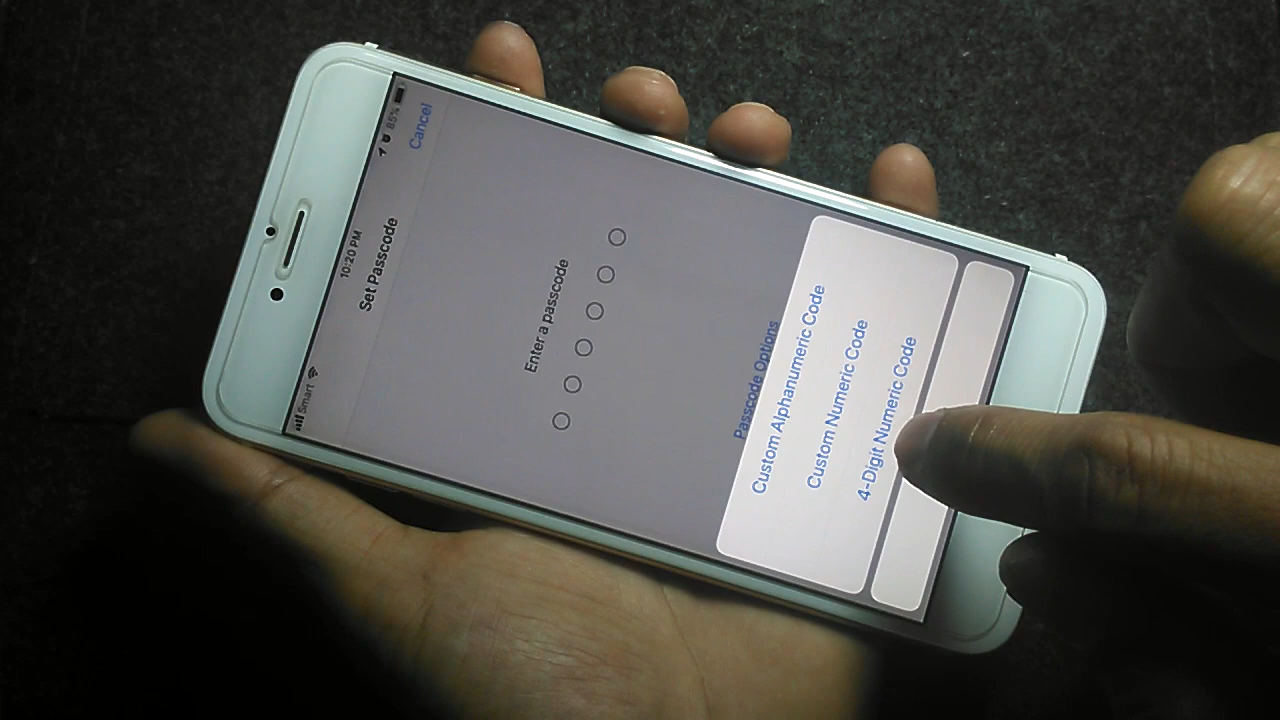 Smart 10:20 PM 85%
Set Passcode Cancel
Enter a passcode
Passcode Options
Custom Alphanumeric Code
Custom Numeric Code
4-Digit Numeric Code